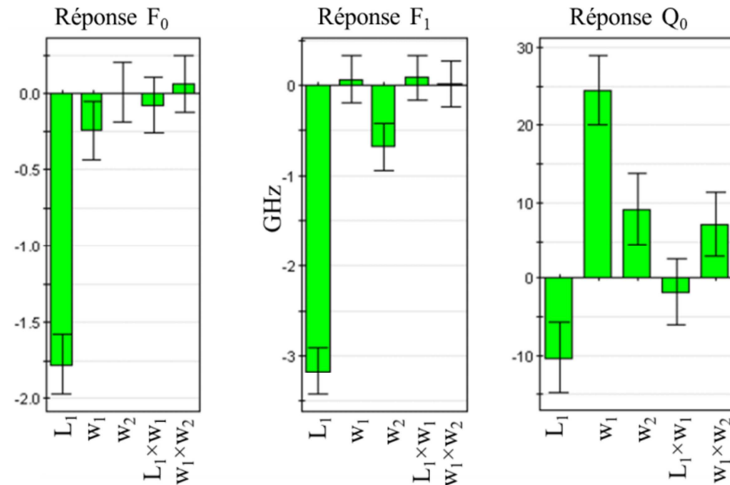 Réponse F₀
0.0
-0.5
-1.0
-1.5
-2.0
L₁
w₁
w₂
L₁×w₁
w₁×w₂
Réponse F₁
GHz
0
-1
-2
-3
L₁
w₁
w₂
L₁×w₁
w₁×w₂
Réponse Q₀
30
20
10
0
-10
L₁
w₁
w₂
L₁×w₁
w₁×w₂